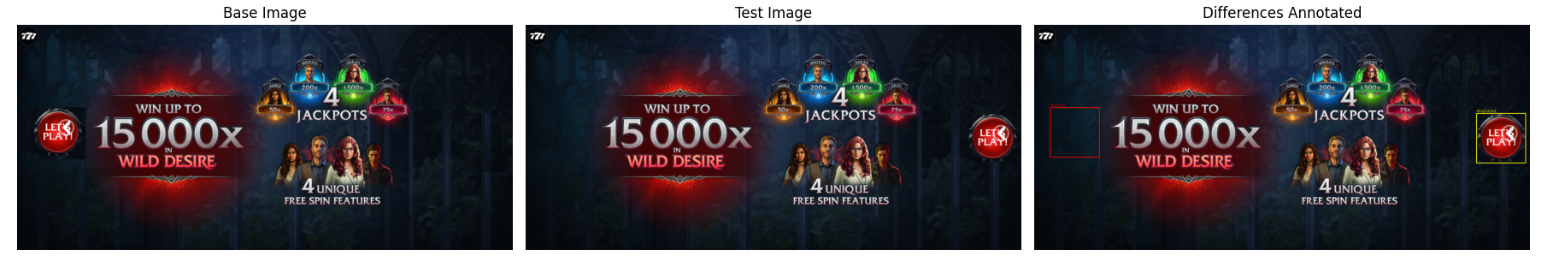 Base Image
777
WIN UP TO
15 000x
IN
WILD DESIRE
LET'S
PLAY!
200x
1500x
50x
75x
4
JACKPOTS
4 UNIQUE
FREE SPIN FEATURES
Test Image
777
WIN UP TO
15 000x
IN
WILD DESIRE
200x
1500x
50x
75x
4
JACKPOTS
4 UNIQUE
FREE SPIN FEATURES
LET'S
PLAY!
Differences Annotated
777
WIN UP TO
15 000x
IN
WILD DESIRE
200x
1500x
50x
75x
4
JACKPOTS
4 UNIQUE
FREE SPIN FEATURES
LET'S
PLAY!